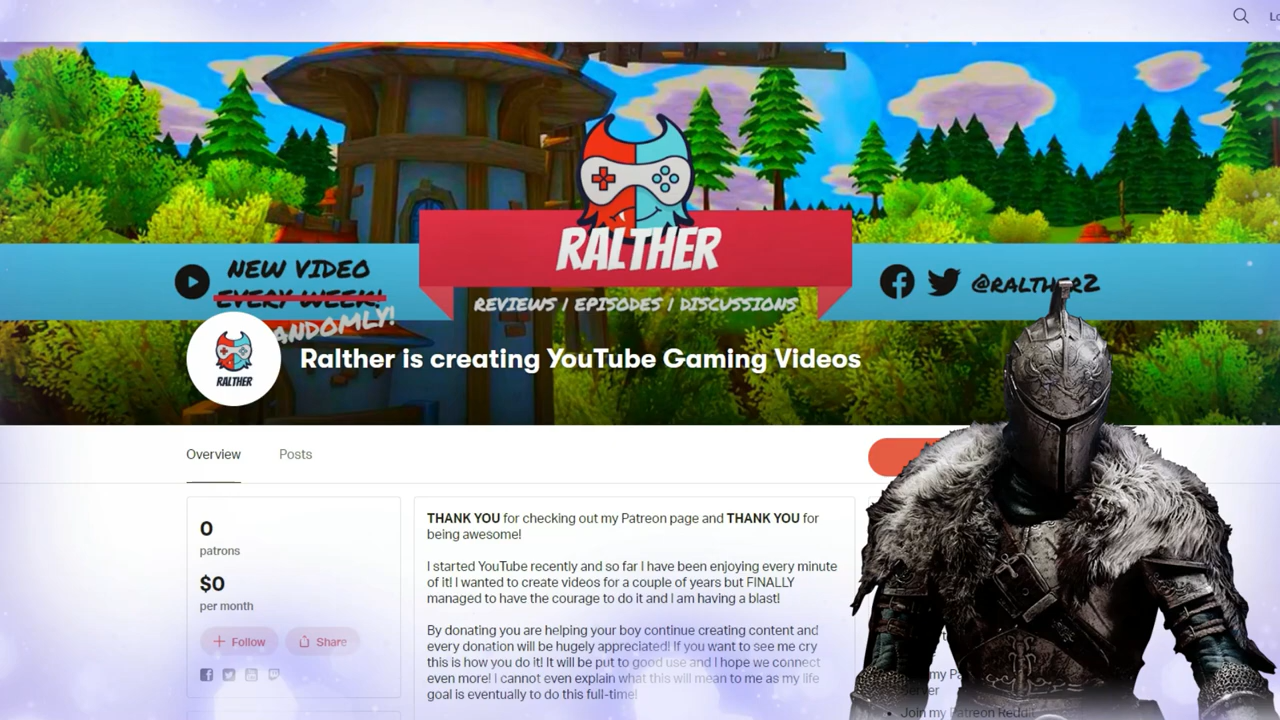 NEW VIDEO
EVERY WEEK!
ANDOMLY!
RALTHER
REVIEWS | EPISODES | DISCUSSIONS
@RALTHER2
RALTHER
Ralther is creating YouTube Gaming Videos
Overview
Posts
0
patrons
$0
per month
Follow
Share
THANK YOU for checking out my Patreon page and THANK YOU for
being awesome!
I started YouTube recently and so far I have been enjoying every minute
of it! I wanted to create videos for a couple of years but FINALLY
managed to have the courage to do it and I am having a blast!
By donating you are helping your boy continue creating content and
every donation will be hugely appreciated! If you want to see me cry
this is how you do it! It will be put to good use and I hope we connect
even more! I cannot even explain what this will mean to me as my life
goal is eventually to do this full-time!
Join my Patreon Reddit